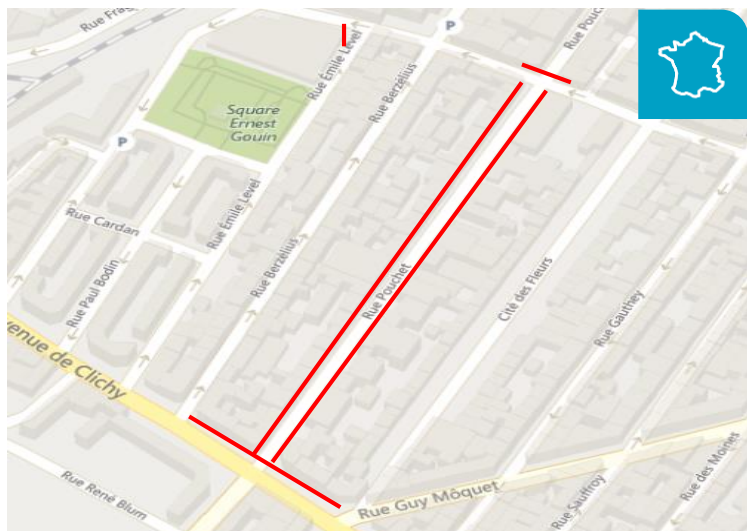 Rue Frag
Rue Émile Level
P
Rue Pouc
Rue Berzélius
Square
Ernest
Gouin
P
Rue Émile Level
Rue Cardan
Rue Berzélius
Rue Pouchet
Cité des Fleurs
Rue Gauthey
Rue Paul Bodin
venue de Clichy
Rue René Blum
Rue Guy Môquet
Rue Sauffroy
Rue des Moines